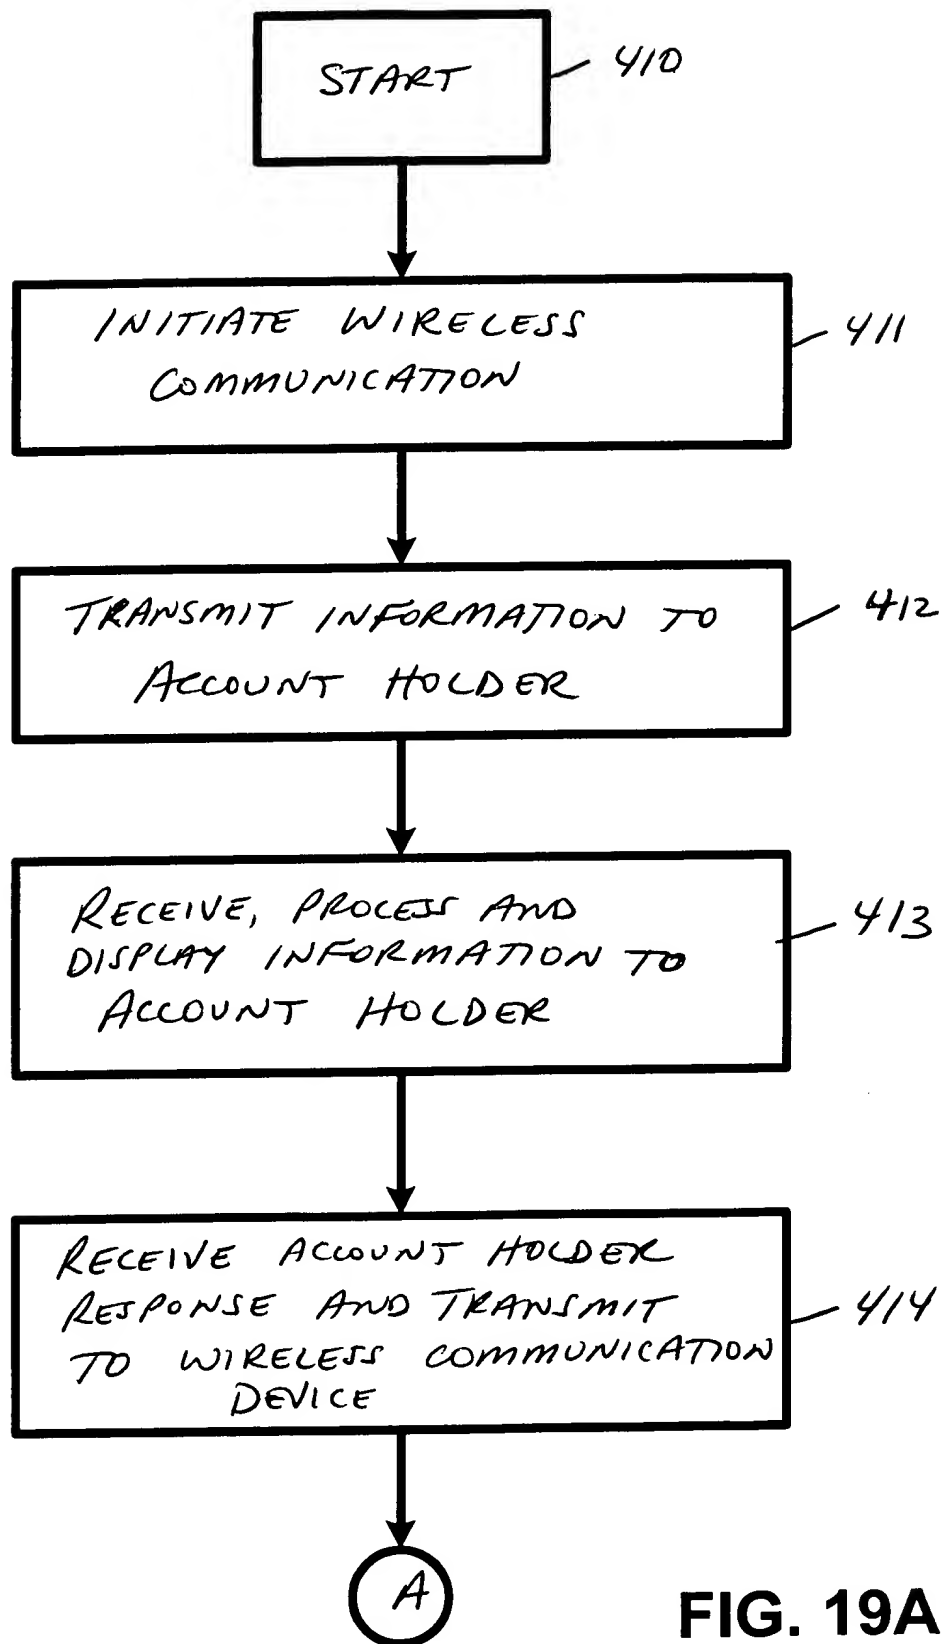 START
410
INITIATE WIRELESS
COMMUNICATION
411
TRANSMIT INFORMATION TO
ACCOUNT HOLDER
412
RECEIVE, PROCESS AND
DISPLAY INFORMATION TO
ACCOUNT HOLDER
413
RECEIVE ACCOUNT HOLDER
RESPONSE AND TRANSMIT
TO WIRELESS COMMUNICATION
DEVICE
414
A
FIG. 19A